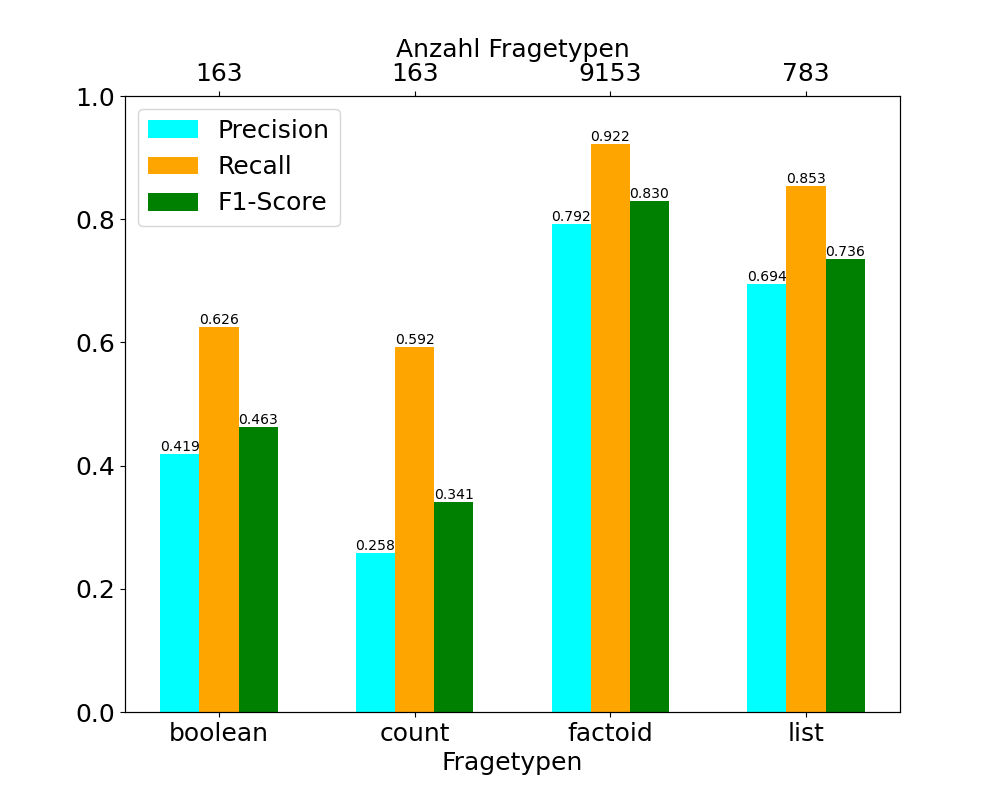 Anzahl Fragetypen
163 163 9153 783
1.0
Precision
Recall
F1-Score
0.922
0.853
0.830
0.8
0.792
0.736
0.694
0.626
0.6
0.592
0.463
0.419
0.4
0.341
0.258
0.2
0.0
boolean count factoid list
Fragetypen